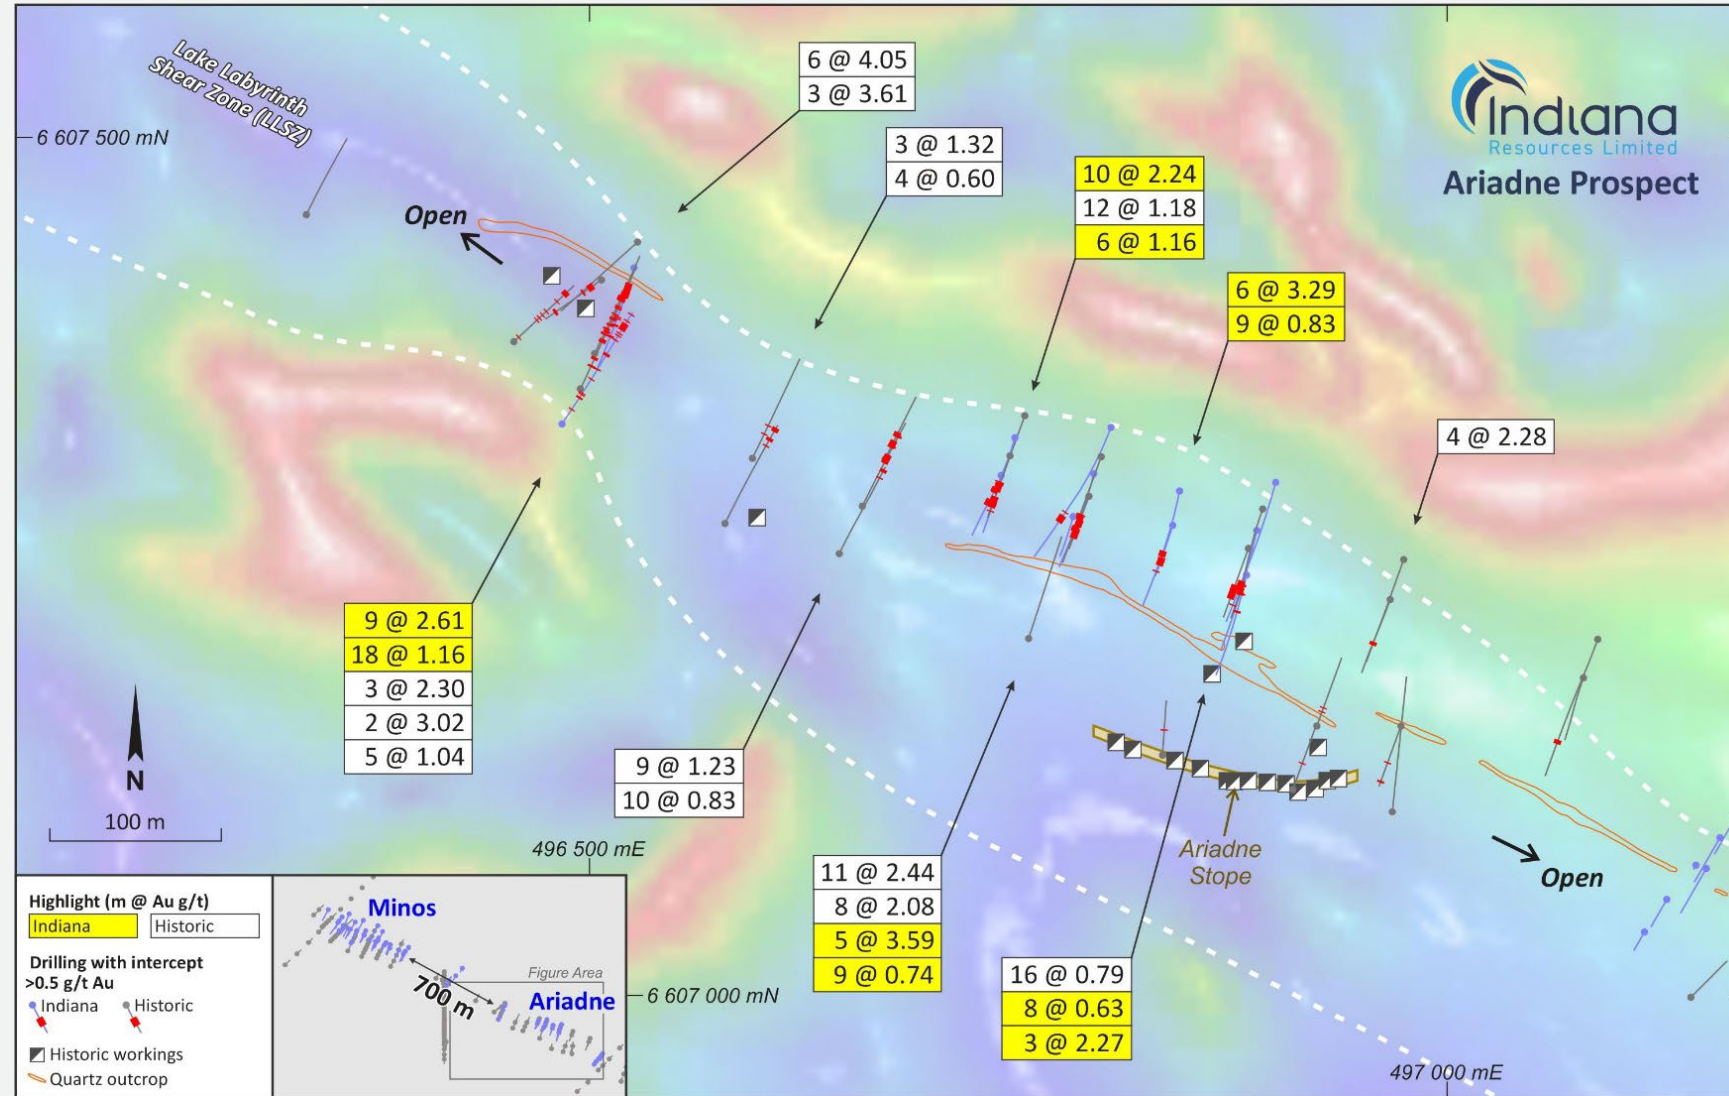 Lake Labyrinth
Shear Zone (LLSZ)
6 607 500 mN
6 @ 4.05
3 @ 3.61
3 @ 1.32
4 @ 0.60
Indiana
Resources Limited
Ariadne Prospect
10 @ 2.24
12 @ 1.18
6 @ 1.16
Open
6 @ 3.29
9 @ 0.83
4 @ 2.28
9 @ 2.61
18 @ 1.16
3 @ 2.30
2 @ 3.02
5 @ 1.04
N
100 m
9 @ 1.23
10 @ 0.83
496 500 mE
11 @ 2.44
8 @ 2.08
5 @ 3.59
9 @ 0.74
Ariadne
Stope
Open
16 @ 0.79
8 @ 0.63
3 @ 2.27
6 607 000 mN
497 000 mE
Highlight (m @ Au g/t)
Indiana Historic
Drilling with intercept
>0.5 g/t Au
Indiana Historic
Historic workings
Quartz outcrop
Minos
700 m
Figure Area
Ariadne